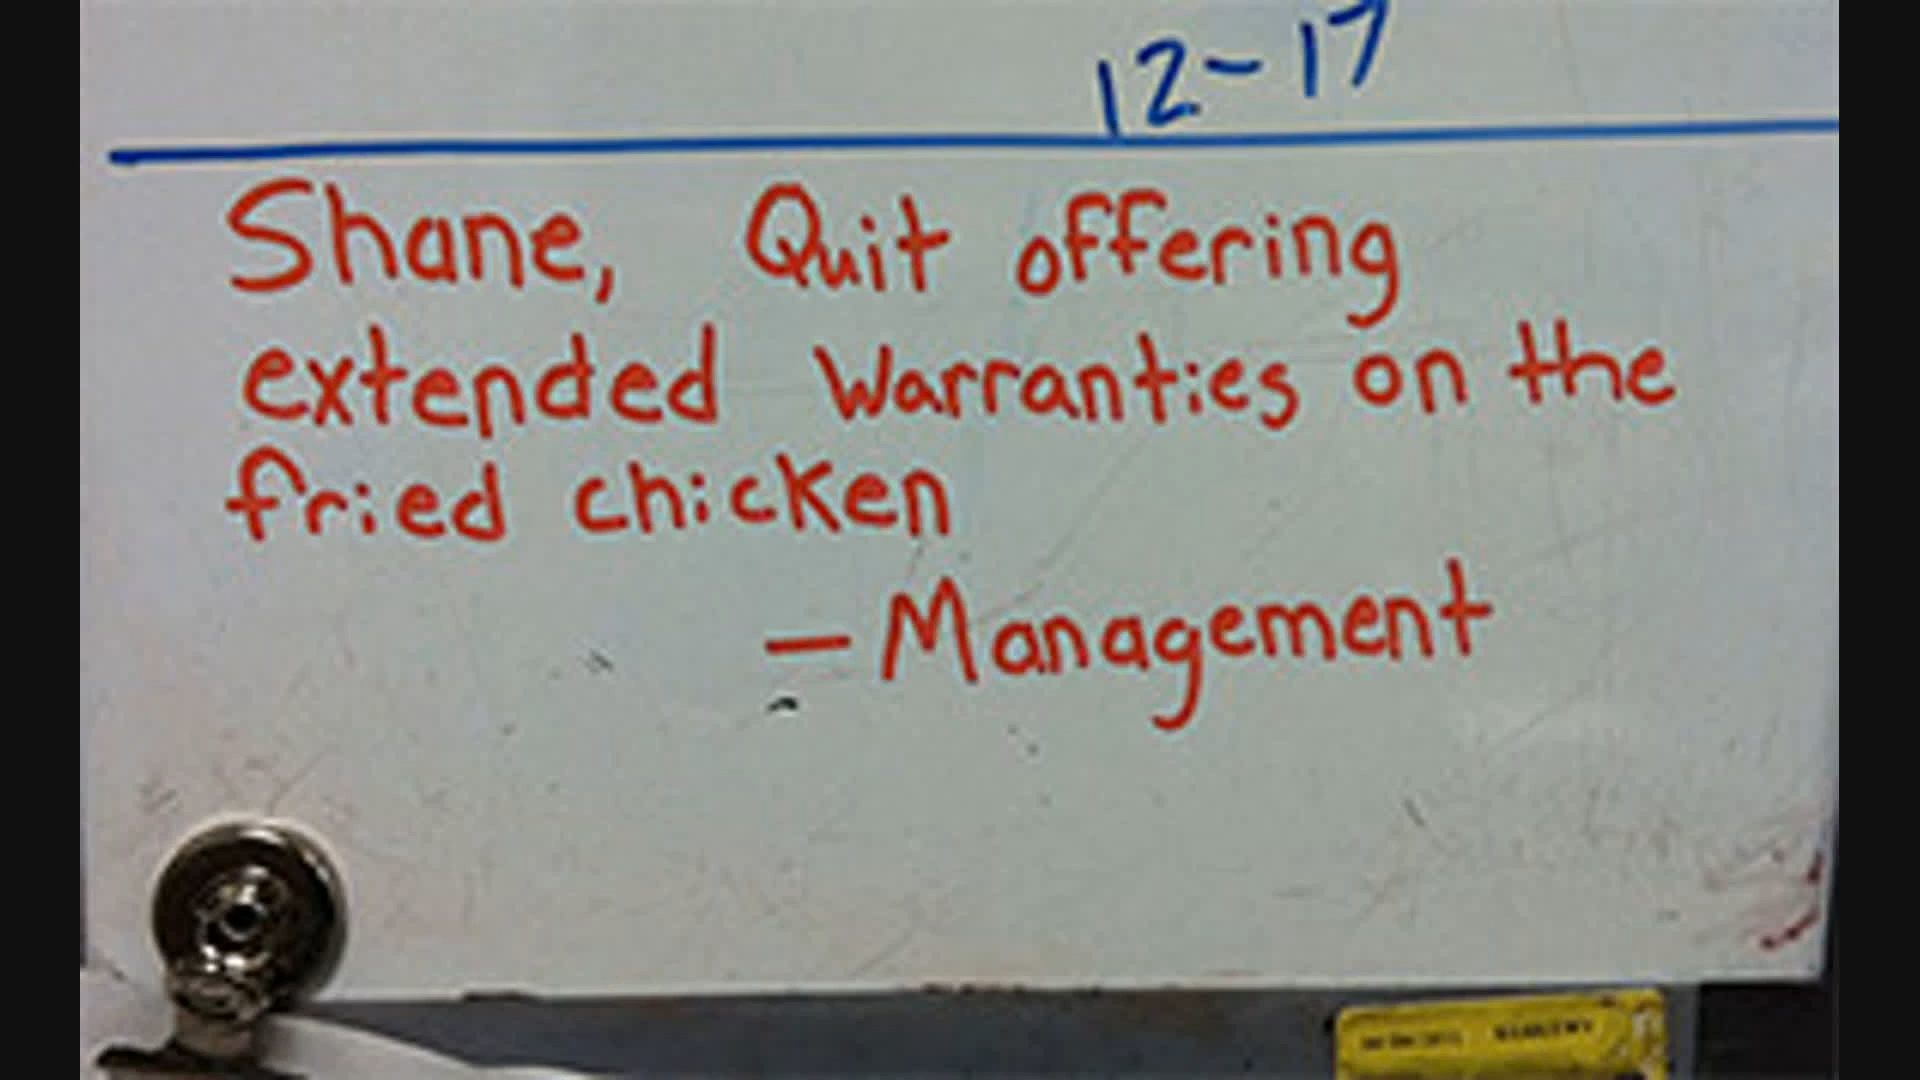 12-17
Shane, Quit offering
extended Warranties on the
fried chicken
- Management